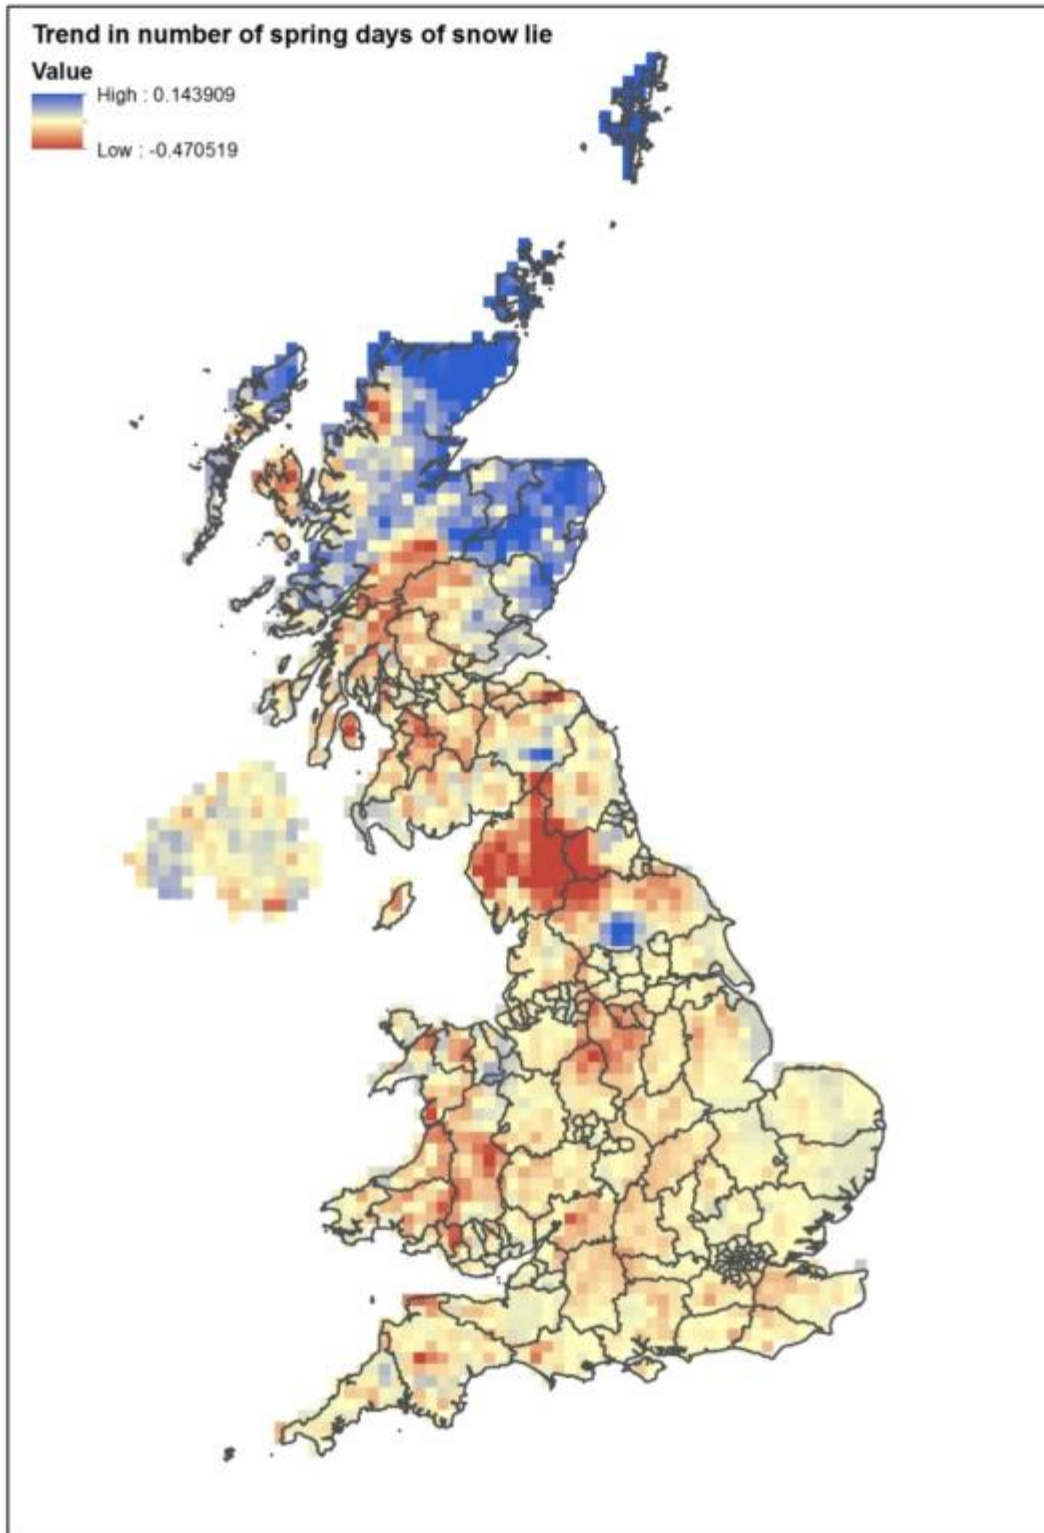 Trend in number of spring days of snow lie
Value
High : 0.143909
Low : -0.470519